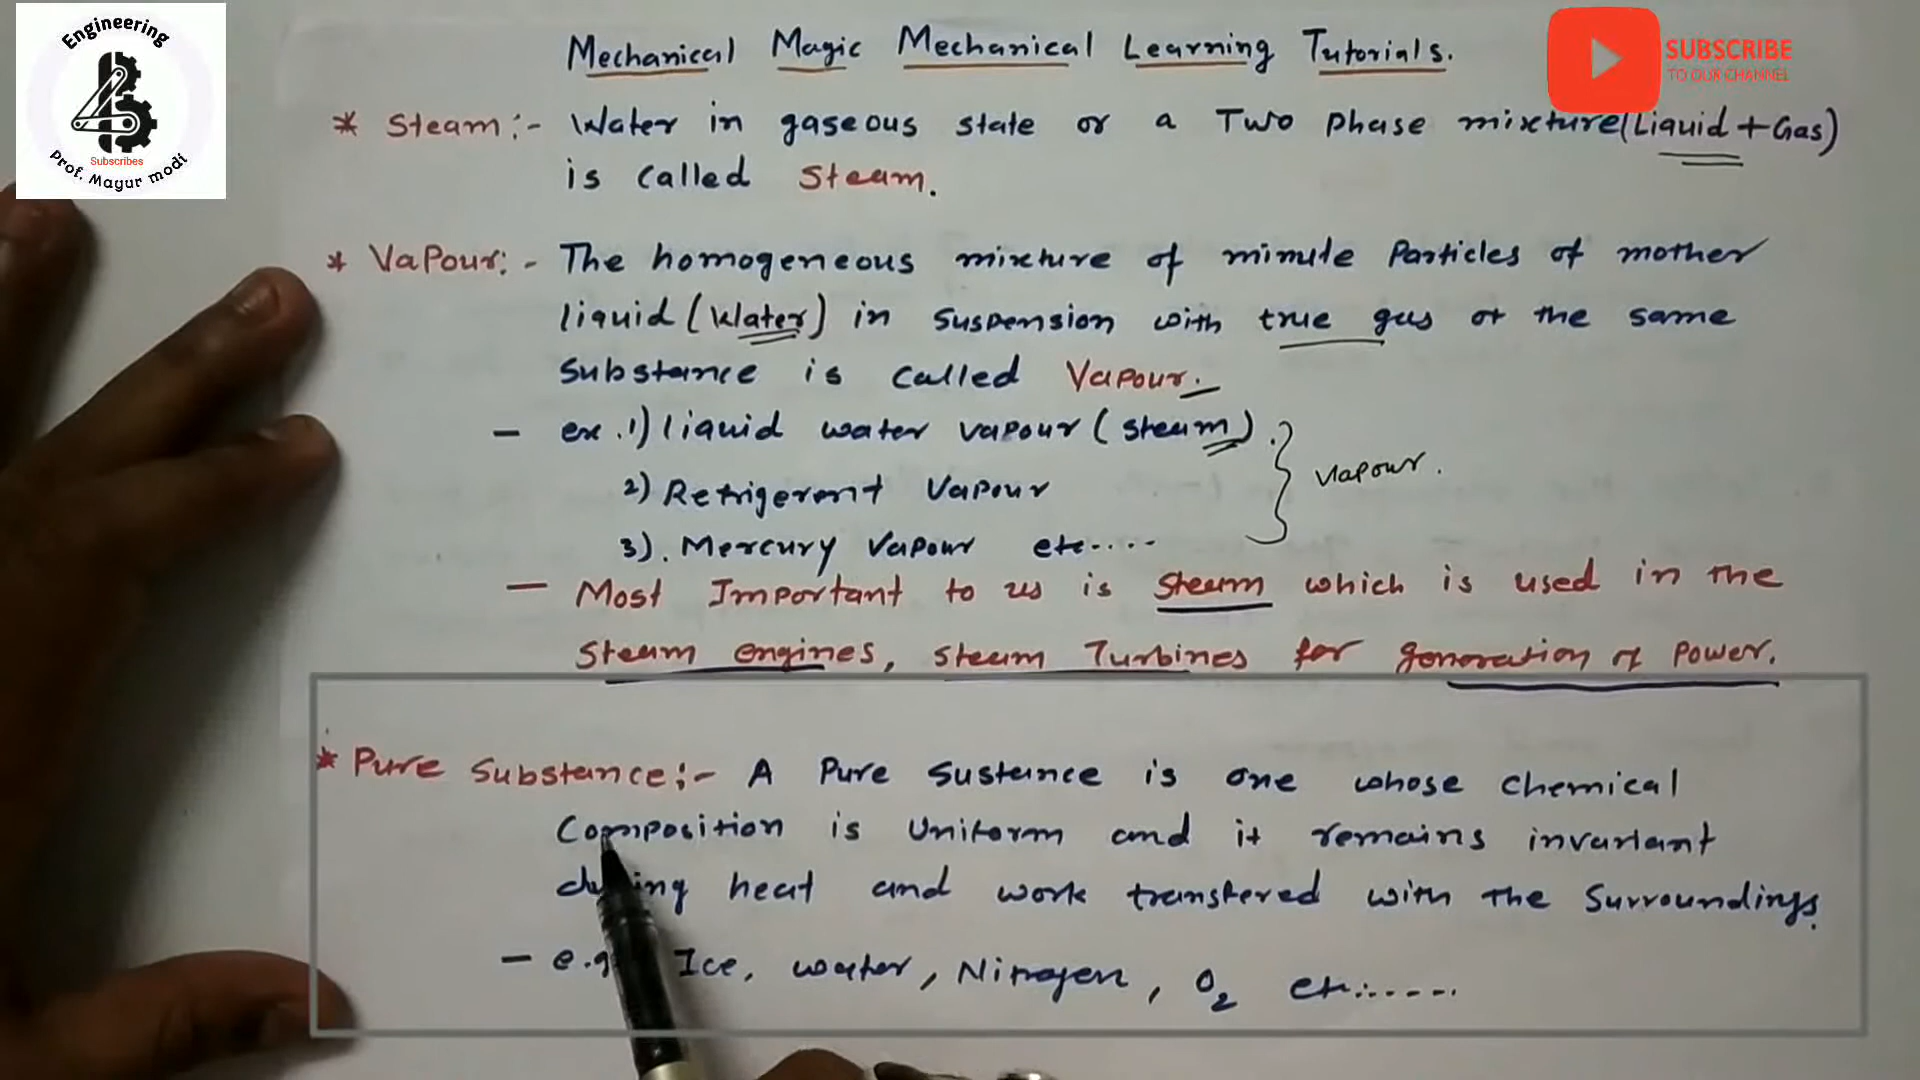 Engineering
Subscribes
Prof. Mayur modi
SUBSCRIBE
TO OUR CHANNEL
Mechanical Magic Mechanical Learning Tutorials.
* Steam:- Water in gaseous state or a Two Phase mixture(Liquid+Gas)
is called Steam.
* Vapour:- The homogeneous mixture of minute Particles of mother
liquid (Water) in suspension with true gas of the same
Substance is called Vapour.
- ex. 1) liquid water vapour (steam).
2) Refrigerant Vapour
3). Mercury Vapour etc....
Vapour.
- Most Important to us is steam which is used in the
steam engines, steam Turbines for generation of power.
* Pure Substance:- A Pure Sustance is one whose chemical
Composition is Uniform and it remains invariant
during heat and work transfered with the Surroundings.
- e.g. Ice, water, Nitrogen, O2 etc......